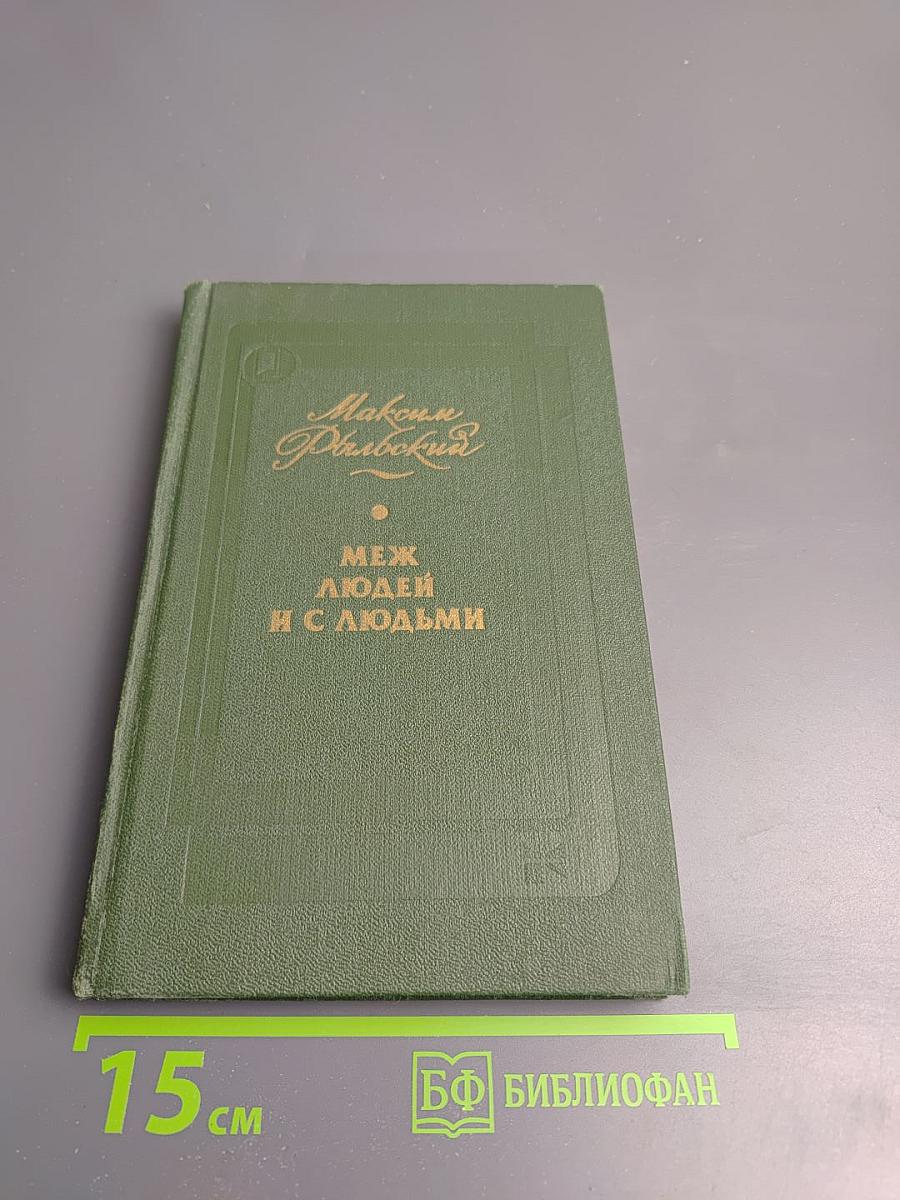 Максим
Рыльский
МЕЖ
ЛЮДЕЙ
И С ЛЮДЬМИ
15 см
БФ БИБЛИОФАН